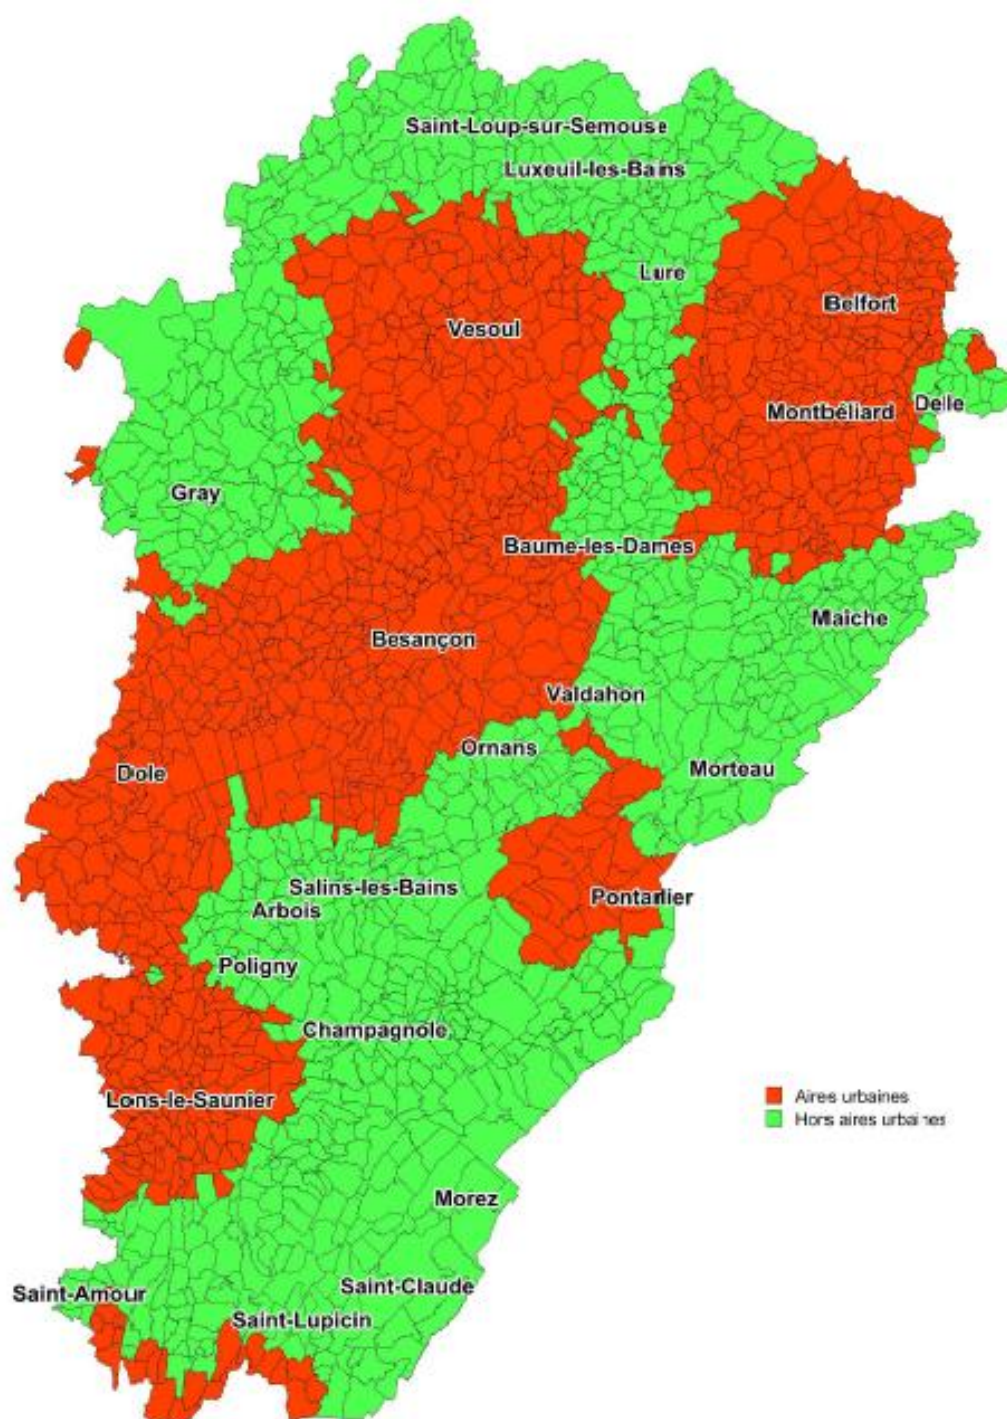 Saint-Loup-sur-Semouse
Luxeuil-les-Bains
Lure
Belfort
Vesoul
Delle
Montbéliard
Gray
Baume-les-Dames
Maiche
Besançon
Valdahon
Ornans
Morteau
Dole
Salins-les-Bains
Pontarlier
Arbois
Poligny
Champagnole
Lons-le-Saunier
Aires urbaines
Hors aires urbaines
Morez
Saint-Claude
Saint-Amour
Saint-Lupicin